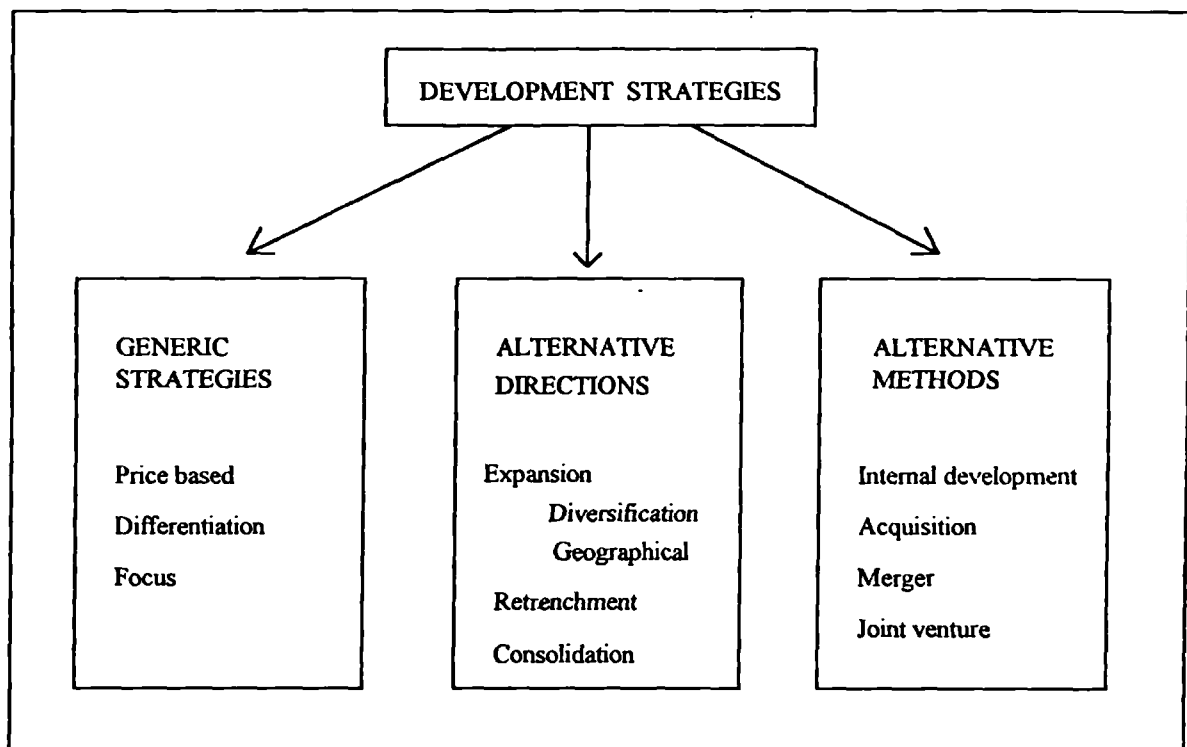 DEVELOPMENT STRATEGIES
GENERIC
STRATEGIES
Price based
Differentiation
Focus
ALTERNATIVE
DIRECTIONS
Expansion
Diversification
Geographical
Retrenchment
Consolidation
ALTERNATIVE
METHODS
Internal development
Acquisition
Merger
Joint venture